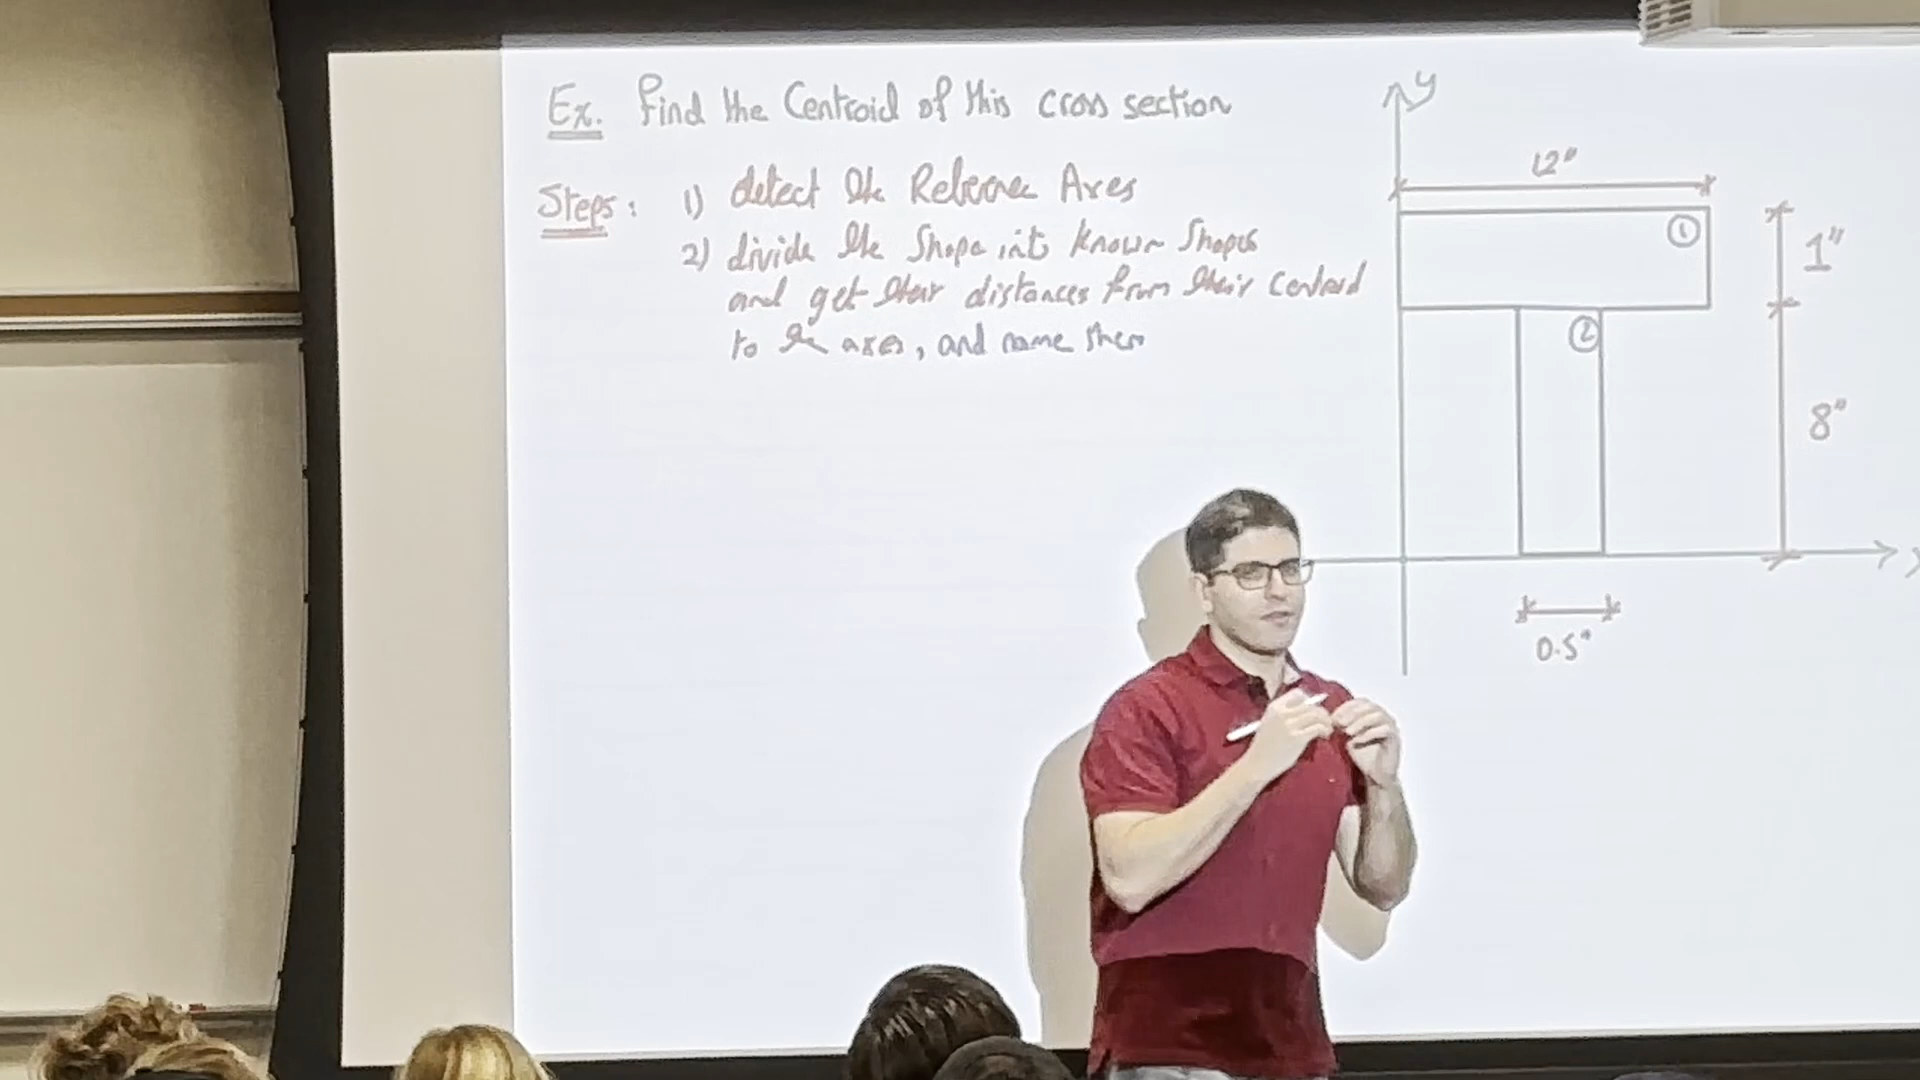 Ex. Find the Centroid of this cross section
Steps: 1) detect the Reference Axes
2) divide the Shape into known Shapes
and get their distances from their Centroid
to the axes, and name them
y
12"
1
1"
2
8"
x
0.5"